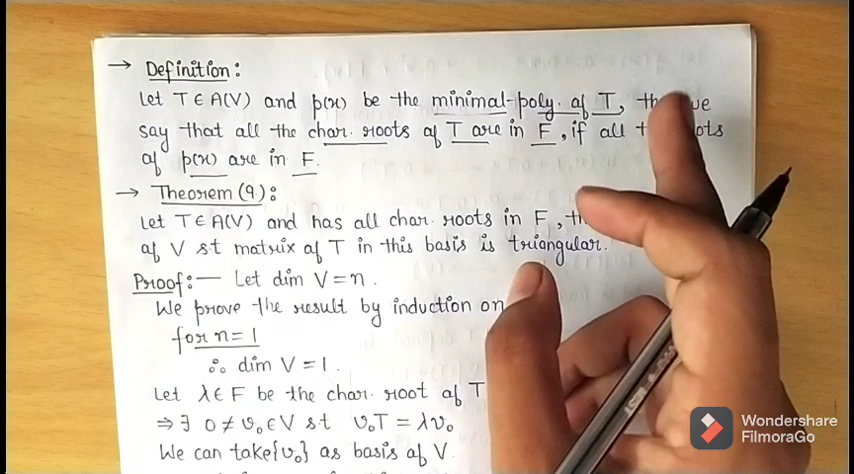 → Definition:
Let T ∈ A(V) and p(x) be the minimal poly. of T, we
say that all the char. roots of T are in F, if all
of p(x) are in F.
→ Theorem (9):
Let T ∈ A(V) and has all char. roots in F,
of V st matrix of T in this basis is triangular.
Proof:— Let dim V = n.
We prove the result by induction on
for n = 1
∴ dim V = 1.
Let λ ∈ F be the char. root of T
⇒ ∃ 0 ≠ v₀ ∈ V st v₀T = λv₀
We can take {v₀} as basis of V.
Wondershare
FilmoraGo